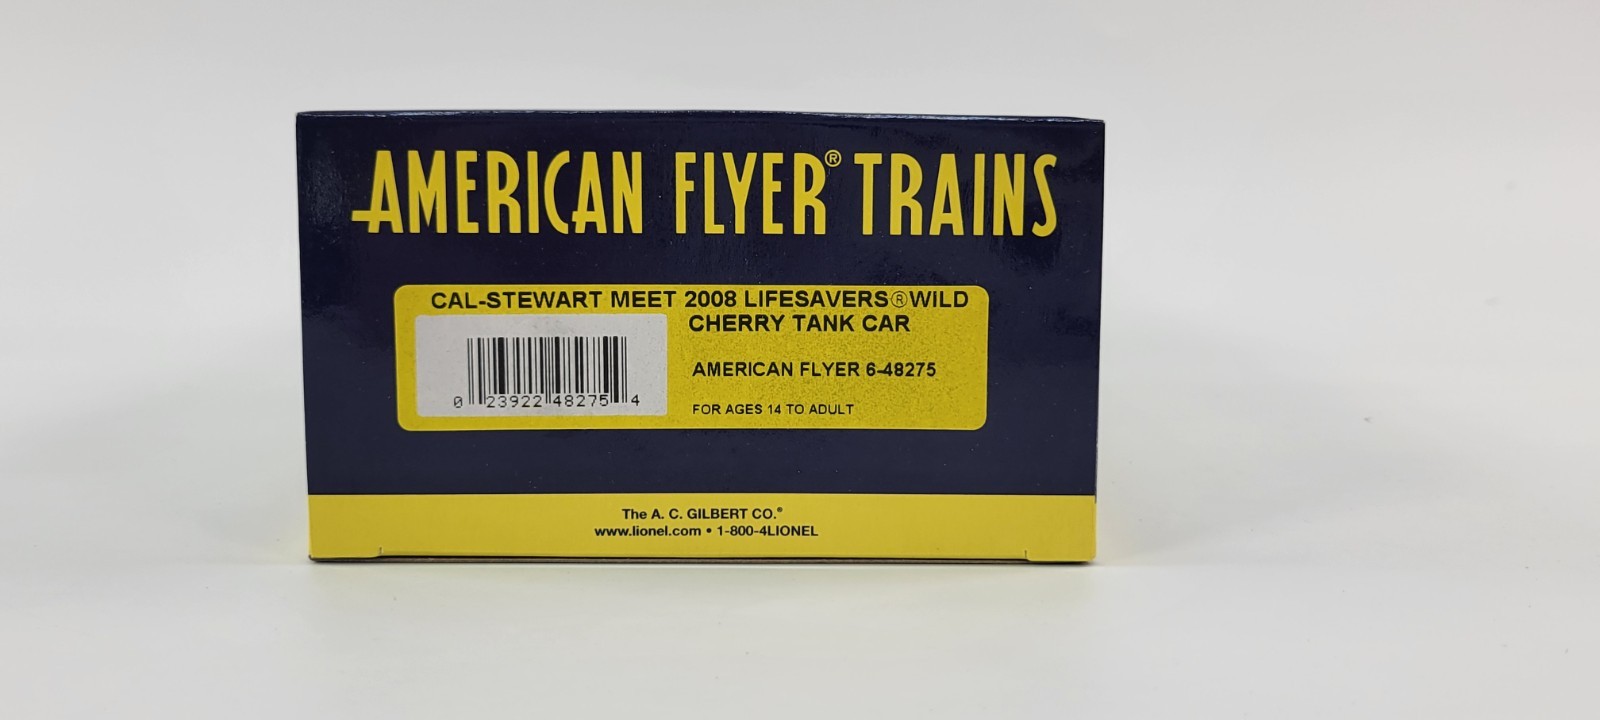 AMERICAN FLYER® TRAINS
CAL-STEWART MEET 2008 LIFESAVERS®WILD
CHERRY TANK CAR
AMERICAN FLYER 6-48275
0 23922 48275 4
FOR AGES 14 TO ADULT
The A. C. GILBERT CO.®
www.lionel.com • 1-800-4LIONEL